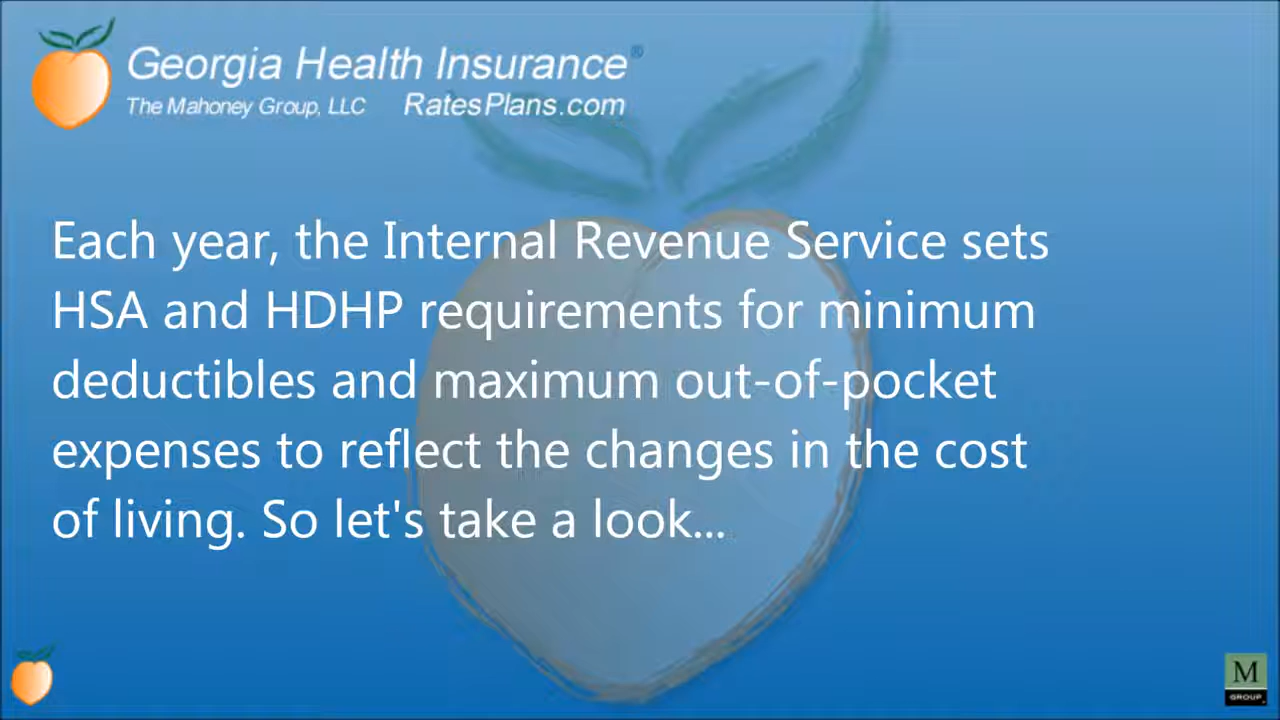 Georgia Health Insurance®
The Mahoney Group, LLC RatesPlans.com
Each year, the Internal Revenue Service sets
HSA and HDHP requirements for minimum
deductibles and maximum out-of-pocket
expenses to reflect the changes in the cost
of living. So let's take a look...
M
GROUP